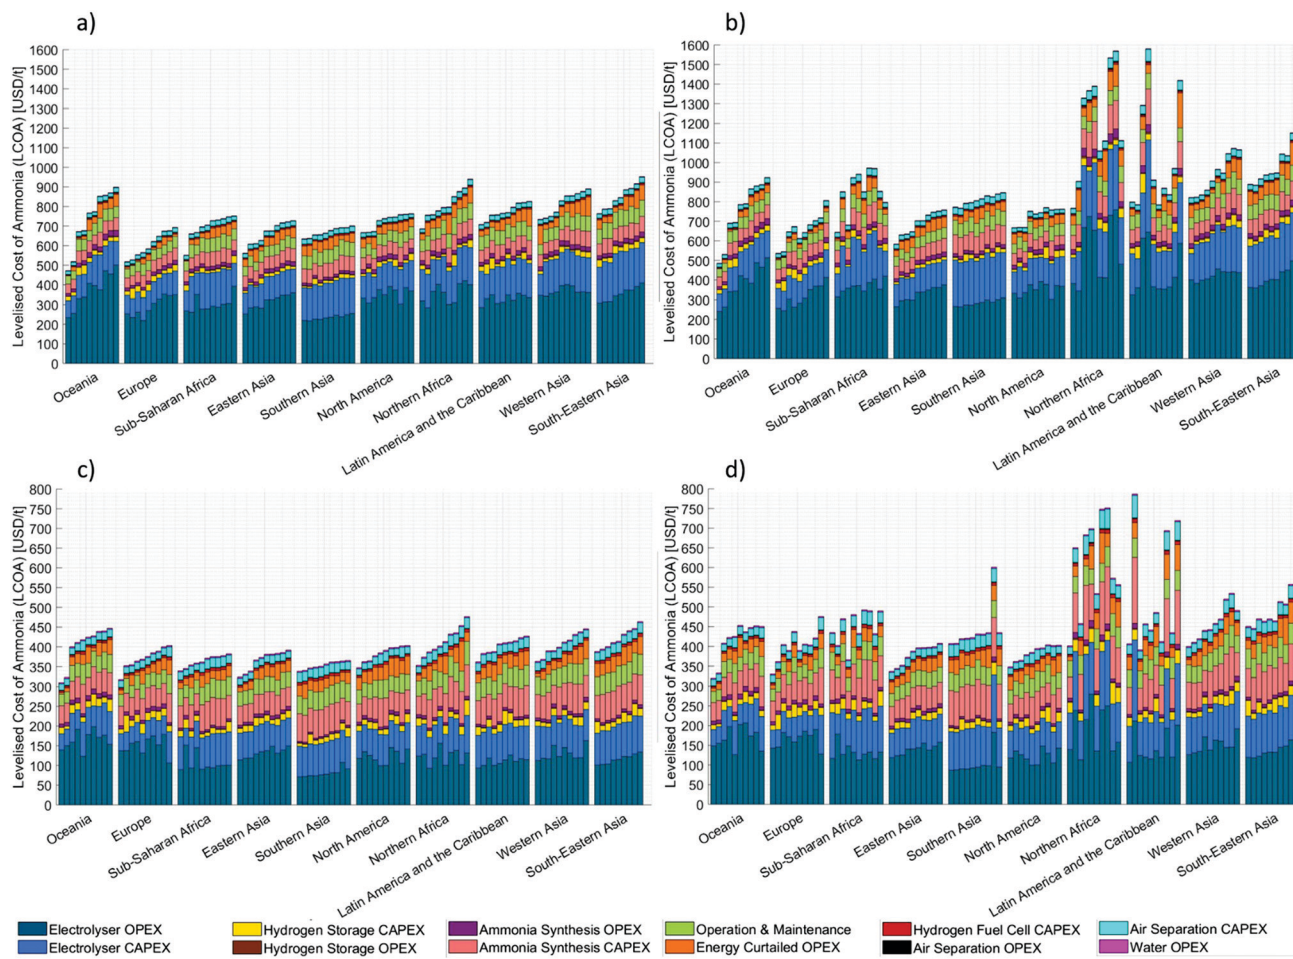 a)
Levelised Cost of Ammonia (LCOA) [USD/t]
1600
1500
1400
1300
1200
1100
1000
900
800
700
600
500
400
300
200
100
0
Oceania
Europe
Sub-Saharan Africa
Eastern Asia
Southern Asia
North America
Northern Africa
Latin America and the Caribbean
Western Asia
South-Eastern Asia
b)
Levelised Cost of Ammonia (LCOA) [USD/t]
1600
1500
1400
1300
1200
1100
1000
900
800
700
600
500
400
300
200
100
0
Oceania
Europe
Sub-Saharan Africa
Eastern Asia
Southern Asia
North America
Northern Africa
Latin America and the Caribbean
Western Asia
South-Eastern Asia
c)
Levelised Cost of Ammonia (LCOA) [USD/t]
800
750
700
650
600
550
500
450
400
350
300
250
200
150
100
50
0
Oceania
Europe
Sub-Saharan Africa
Eastern Asia
Southern Asia
North America
Northern Africa
Latin America and the Caribbean
Western Asia
South-Eastern Asia
d)
Levelised Cost of Ammonia (LCOA) [USD/t]
800
750
700
650
600
550
500
450
400
350
300
250
200
150
100
50
0
Oceania
Europe
Sub-Saharan Africa
Eastern Asia
Southern Asia
North America
Northern Africa
Latin America and the Caribbean
Western Asia
South-Eastern Asia
Electrolyser OPEX
Hydrogen Storage CAPEX
Ammonia Synthesis OPEX
Operation & Maintenance
Hydrogen Fuel Cell CAPEX
Air Separation CAPEX
Electrolyser CAPEX
Hydrogen Storage OPEX
Ammonia Synthesis CAPEX
Energy Curtailed OPEX
Air Separation OPEX
Water OPEX